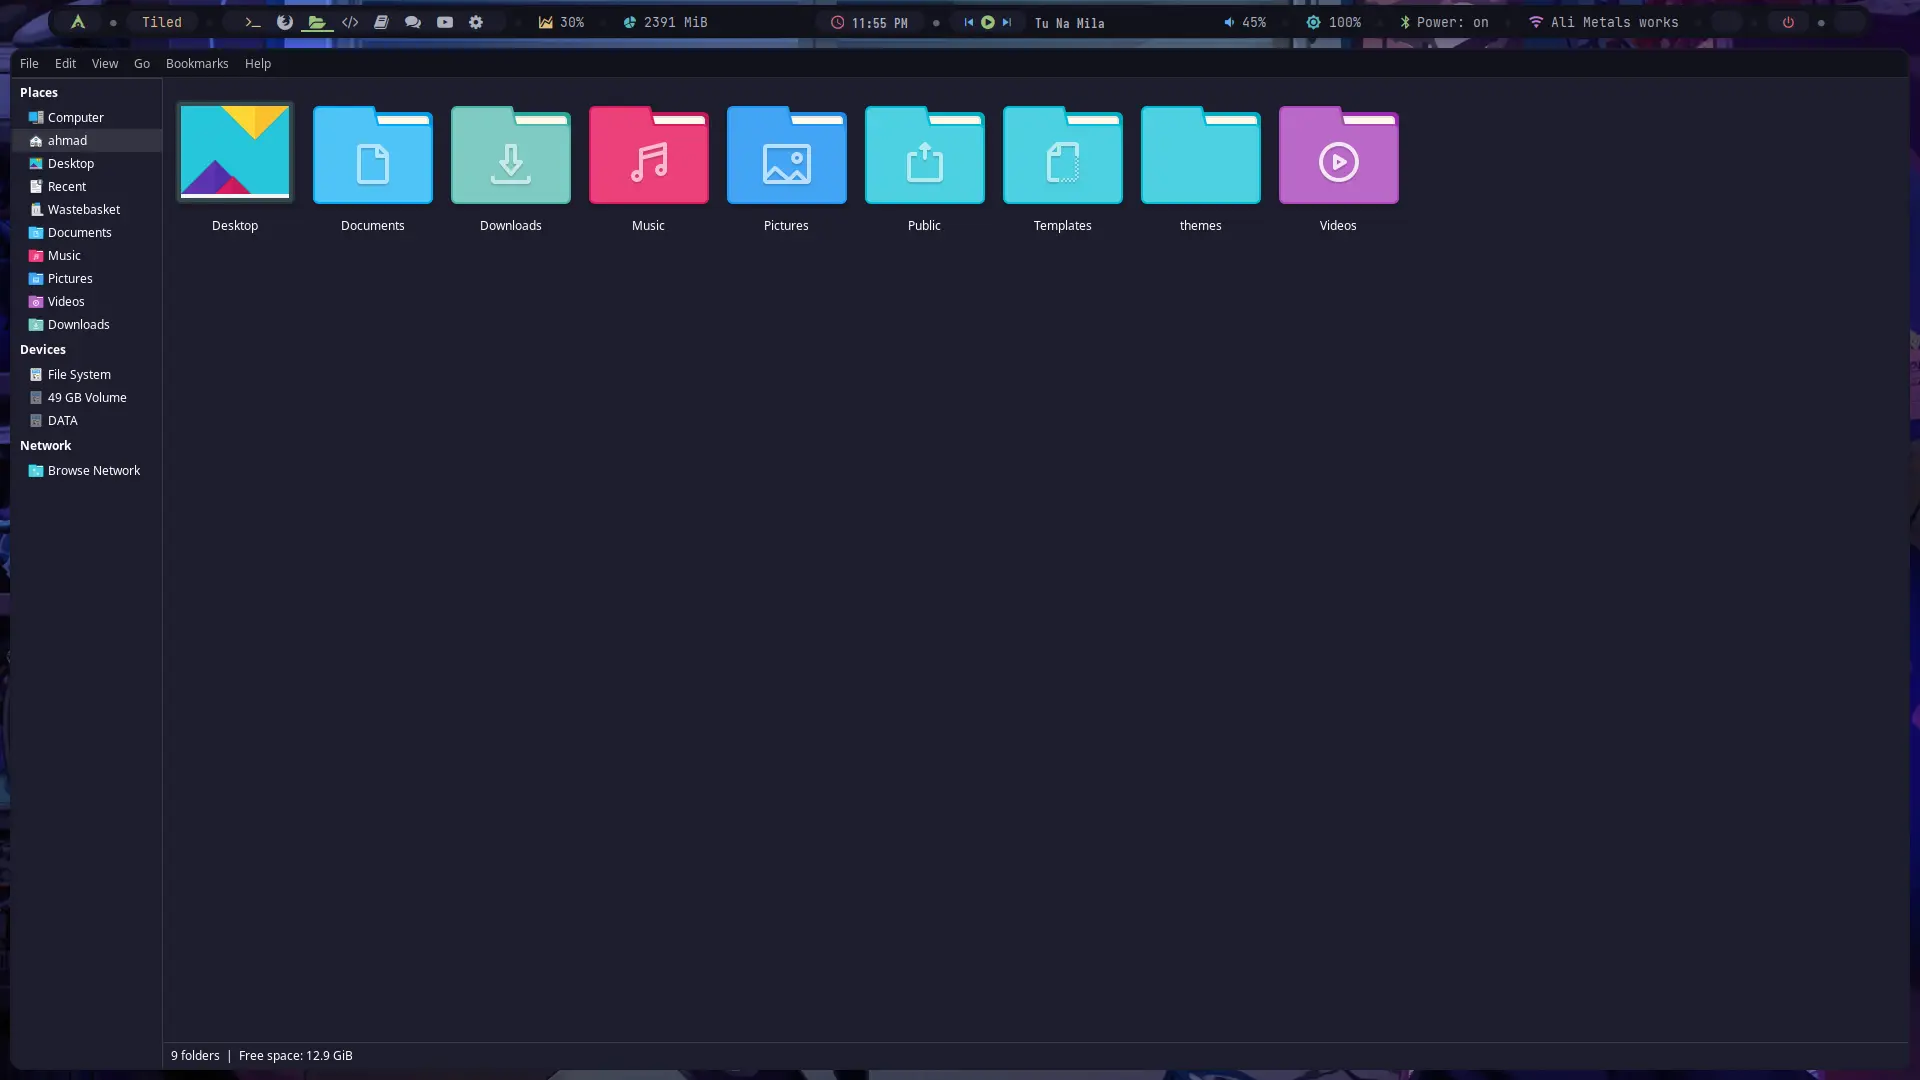 Tiled 30% 2391 MiB 11:55 PM Tu Na Mila 45% 100% Power: on Ali Metals works
File Edit View Go Bookmarks Help
Places
Computer
ahmad
Desktop
Recent
Wastebasket
Documents
Music
Pictures
Videos
Downloads
Devices
File System
49 GB Volume
DATA
Network
Browse Network
Desktop Documents Downloads Music Pictures Public Templates themes Videos
9 folders | Free space: 12.9 GiB